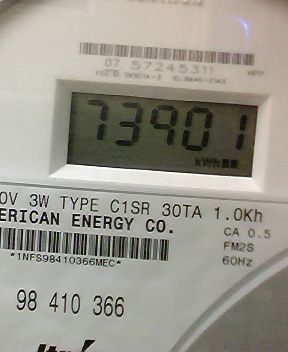 07 57245311
73901
kWh
0V 3W TYPE C1SR 30TA 1.0Kh
ERICAN ENERGY CO.
CA 0.5
FM2S
*1NFS98410366MEC*
60Hz
98 410 366